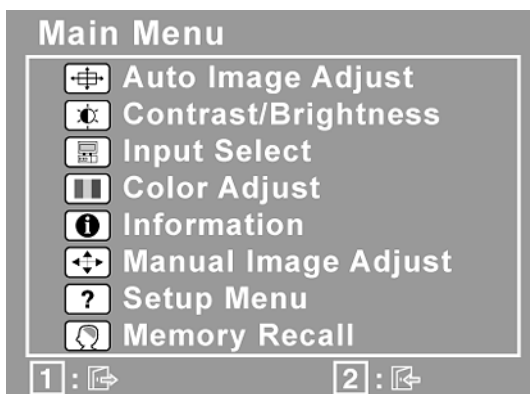 Main Menu
Auto Image Adjust
Contrast/Brightness
Input Select
Color Adjust
Information
Manual Image Adjust
? Setup Menu
Memory Recall
1 : 2 :